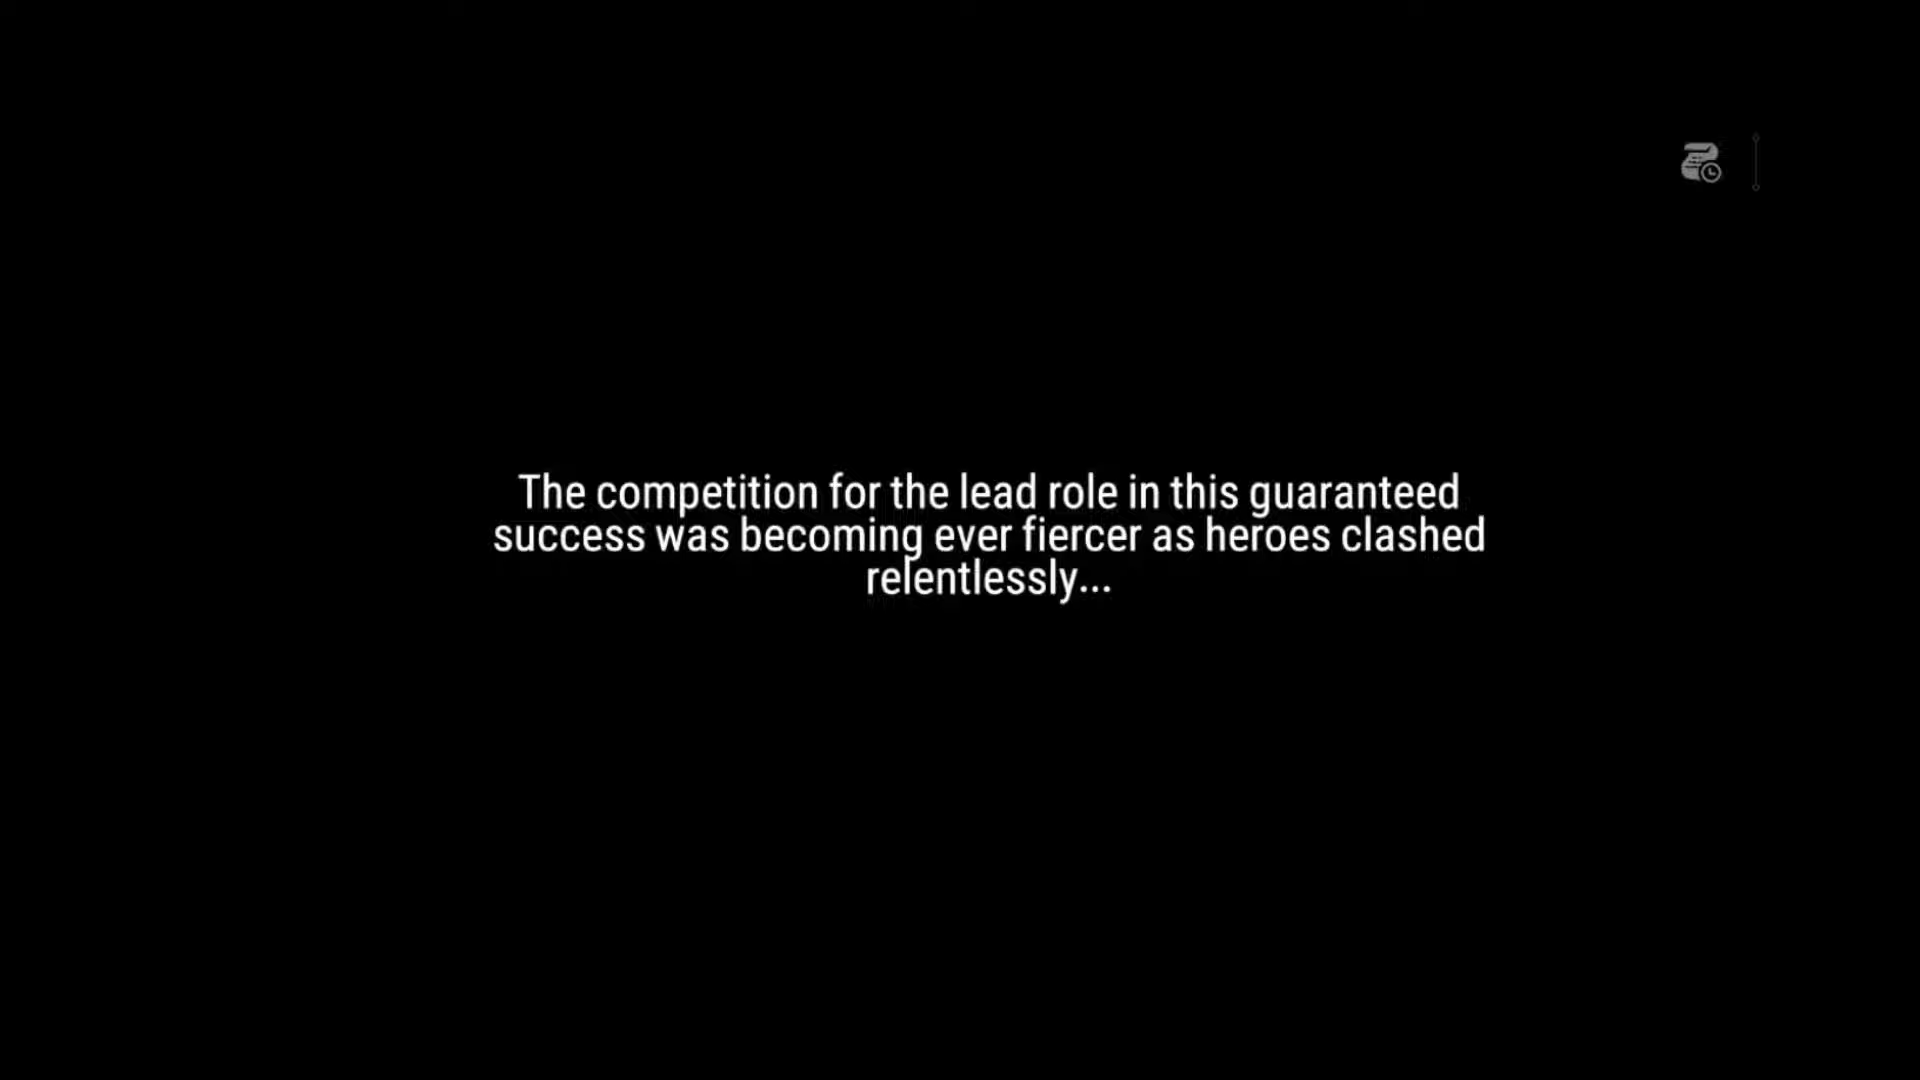 The competition for the lead role in this guaranteed
success was becoming ever fiercer as heroes clashed
relentlessly...